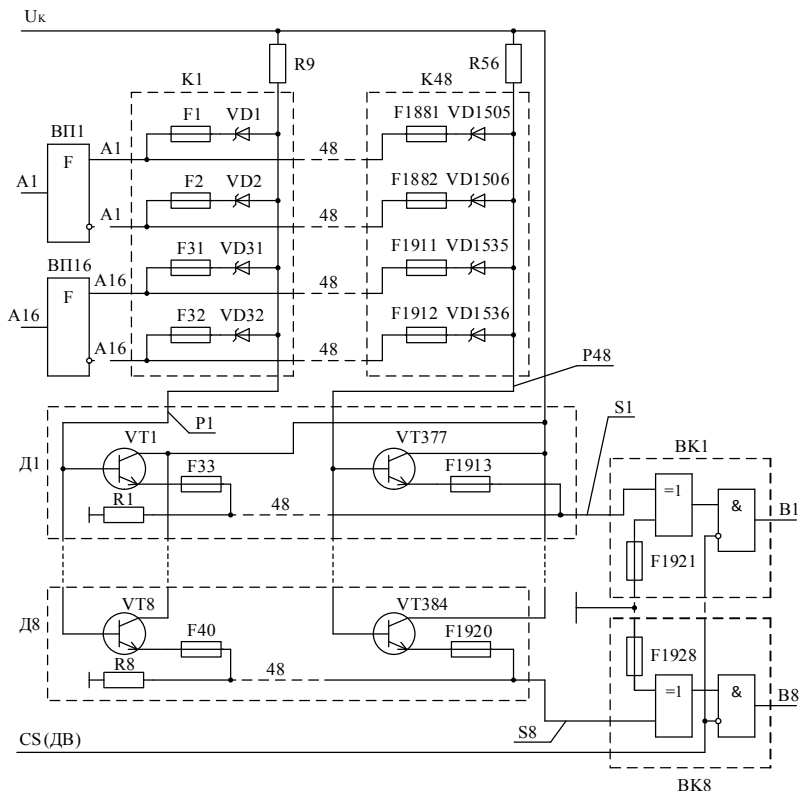 Uк
R9
R56
K1
K48
F1
VD1
F1881
VD1505
ВП1
F
A1
A1
48
F2
VD2
F1882
VD1506
A1
48
F31
VD31
F1911
VD1535
ВП16
F
A16
A16
48
F32
VD32
F1912
VD1536
A16
48
P48
P1
S1
Д1
VT1
VT377
F33
F1913
R1
48
BK1
=1
&
B1
F1921
Д8
VT8
VT384
F40
F1920
R8
48
F1928
=1
&
B8
S8
CS(ДВ)
BK8